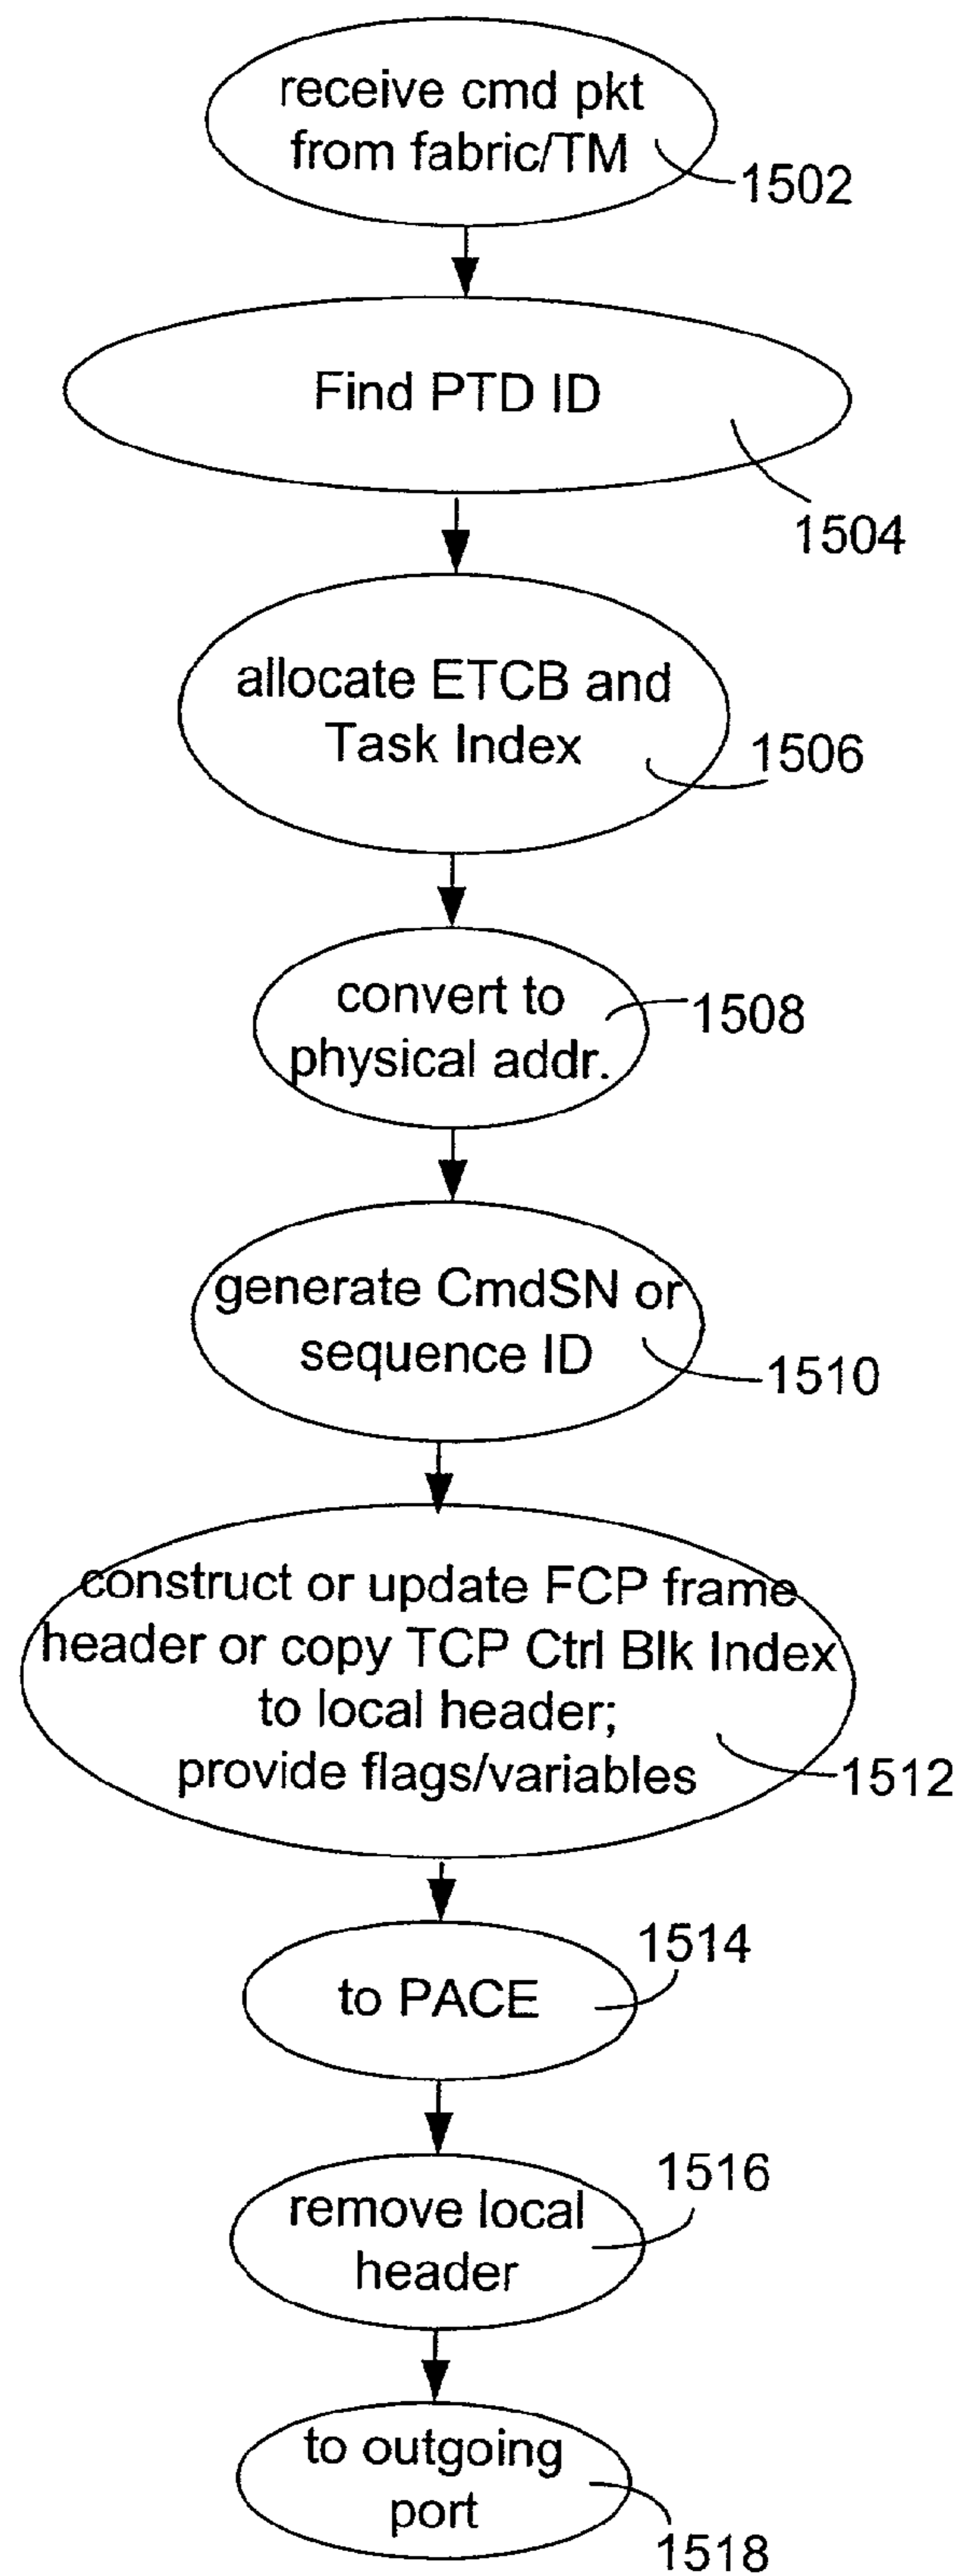 receive cmd pkt
from fabric/TM
1502
Find PTD ID
1504
allocate ETCB and
Task Index
1506
convert to
physical addr.
1508
generate CmdSN or
sequence ID
1510
construct or update FCP frame
header or copy TCP Ctrl Blk Index
to local header;
provide flags/variables
1512
to PACE
1514
remove local
header
1516
to outgoing
port
1518